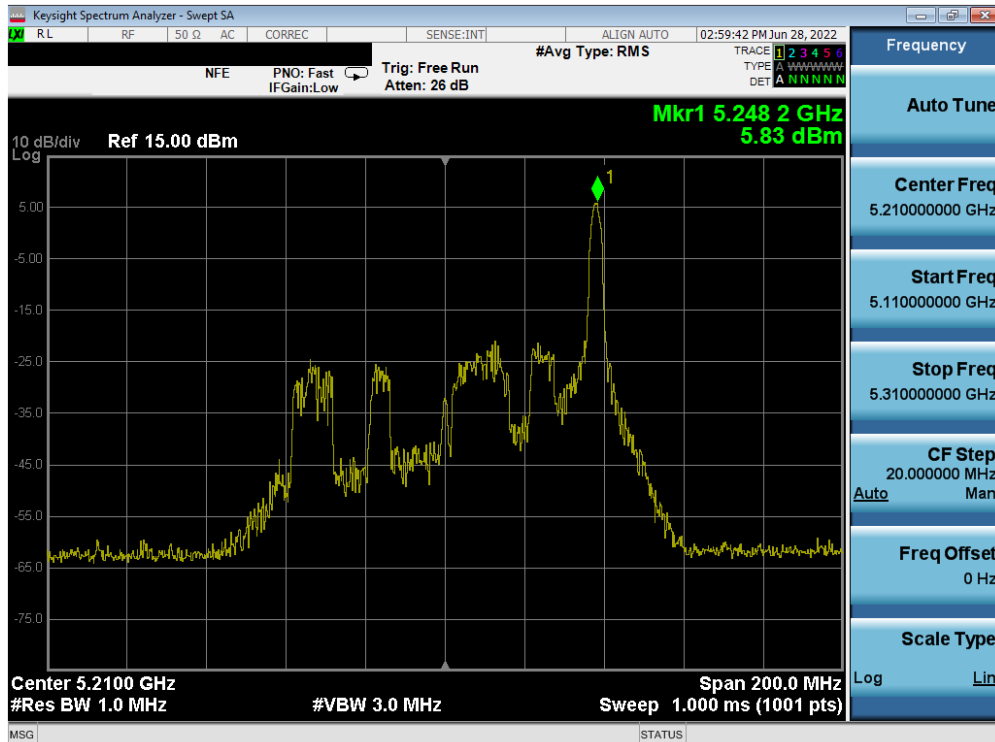 Keysight Spectrum Analyzer - Swept SA
LXI RL RF 50 Ω AC CORREC SENSE:INT ALIGN AUTO 02:59:42 PM Jun 28, 2022
#Avg Type: RMS TRACE 1 2 3 4 5 6
NFE PNO: Fast Trig: Free Run TYPE A WWWWW
IFGain:Low Atten: 26 dB DET A N N N N N
Mkr1 5.248 2 GHz
5.83 dBm
10 dB/div Ref 15.00 dBm
Log
1
5.00
-5.00
-15.0
-25.0
-35.0
-45.0
-55.0
-65.0
-75.0
Center 5.2100 GHz Span 200.0 MHz
#Res BW 1.0 MHz #VBW 3.0 MHz Sweep 1.000 ms (1001 pts)
MSG STATUS
Frequency
Auto Tune
Center Freq
5.210000000 GHz
Start Freq
5.110000000 GHz
Stop Freq
5.310000000 GHz
CF Step
20.000000 MHz
Auto Man
Freq Offset
0 Hz
Scale Type
Log Lin